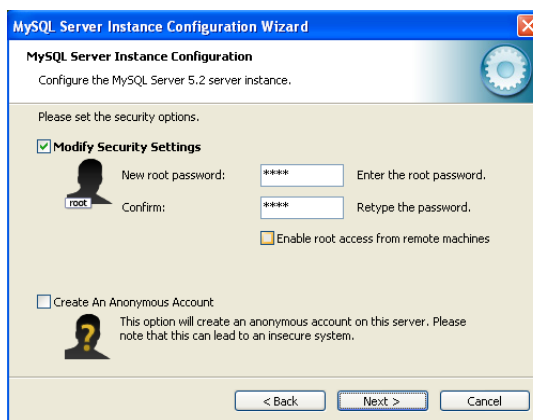 MySQL Server Instance Configuration Wizard
MySQL Server Instance Configuration
Configure the MySQL Server 5.2 server instance.
Please set the security options.
Modify Security Settings
root
New root password: **** Enter the root password.
Confirm: **** Retype the password.
Enable root access from remote machines
Create An Anonymous Account
This option will create an anonymous account on this server. Please
note that this can lead to an insecure system.
< Back Next > Cancel